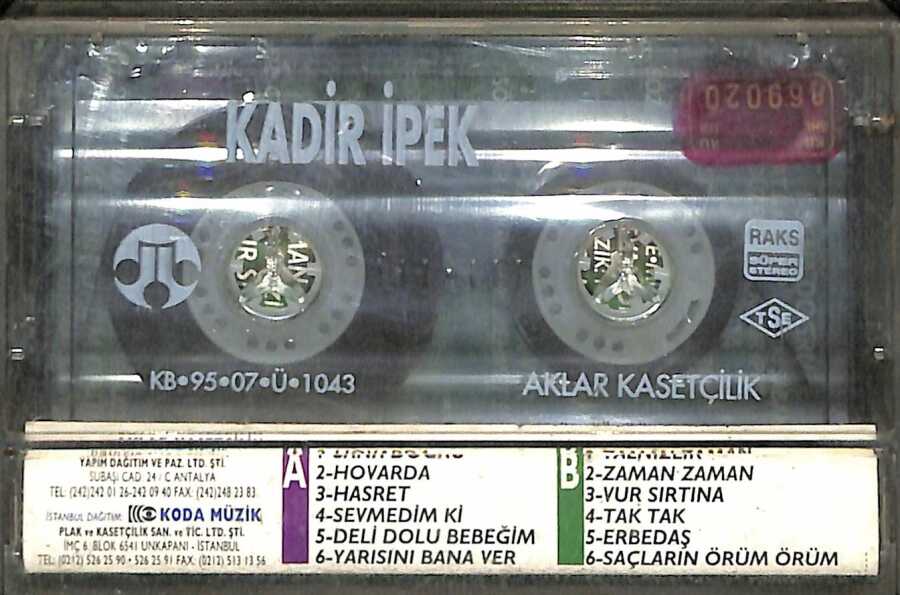 KADİR İPEK
069020
RAKS
SÜPER
STEREO
TSE
KB•95•07•Ü•1043
AKLAR KASETÇİLİK
YAPIM DAĞITIM VE PAZ. LTD. ŞTİ.
SUBAŞI CAD. 24 / C ANTALYA
TEL: (242)242 01 26-242 09 40 FAX: (242)248 23 83
İSTANBUL DAĞITIM: KODA MÜZİK
PLAK ve KASETÇİLİK SAN. ve TİC. LTD. ŞTİ.
İMÇ 6. BLOK 6541 UNKAPANI - İSTANBUL
TEL: (0212) 526 25 90 • 526 25 91 FAX: (0212) 513 13 56
A
2-HOVARDA
3-HASRET
4-SEVMEDİM Kİ
5-DELİ DOLU BEBEĞİM
6-YARISINI BANA VER
B
2-ZAMAN ZAMAN
3-VUR SIRTINA
4-TAK TAK
5-ERBEDAŞ
6-SAÇLARIN ÖRÜM ÖRÜM